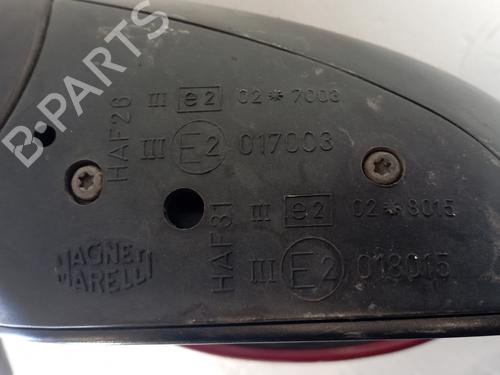 B-Parts
HAF26
III e2 02*7003
III E2 017003
HAF31
III e2 02*8015
III E2 018015
MAGNETI
MARELLI